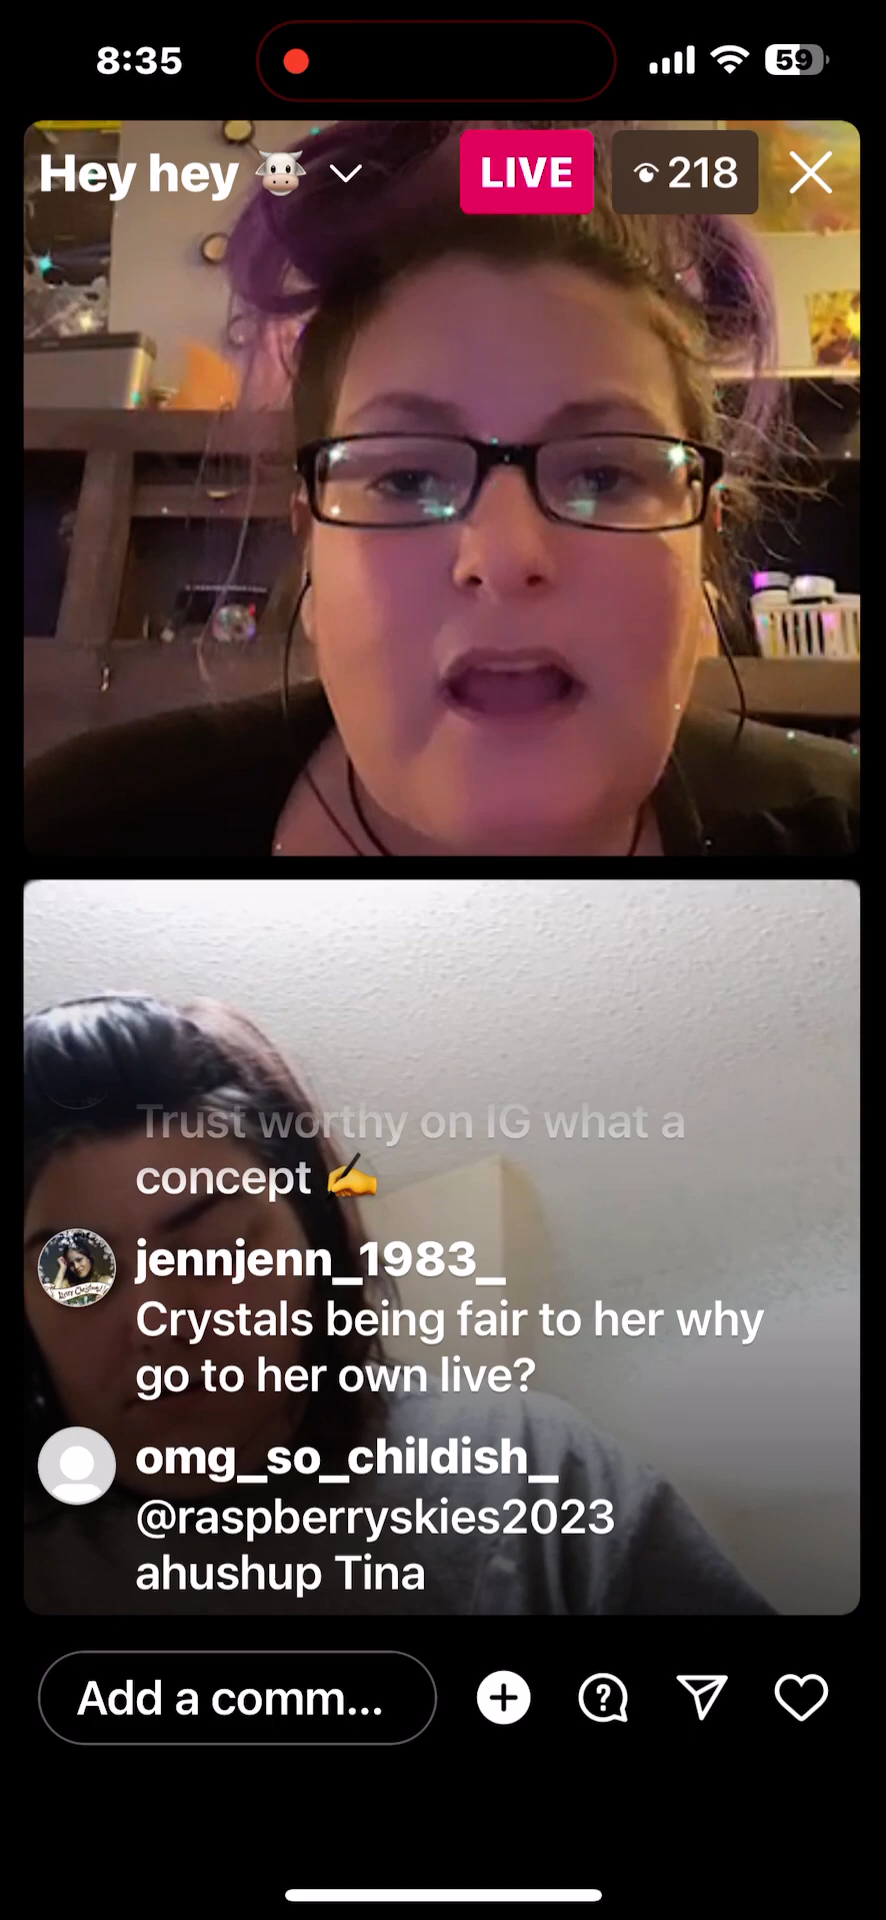 8:35
59
Hey hey 🐮
LIVE
218
Trust worthy on IG what a
concept ✍️
jennjenn_1983_
Crystals being fair to her why
go to her own live?
omg_so_childish_
@raspberryskies2023
ahushup Tina
Add a comm...